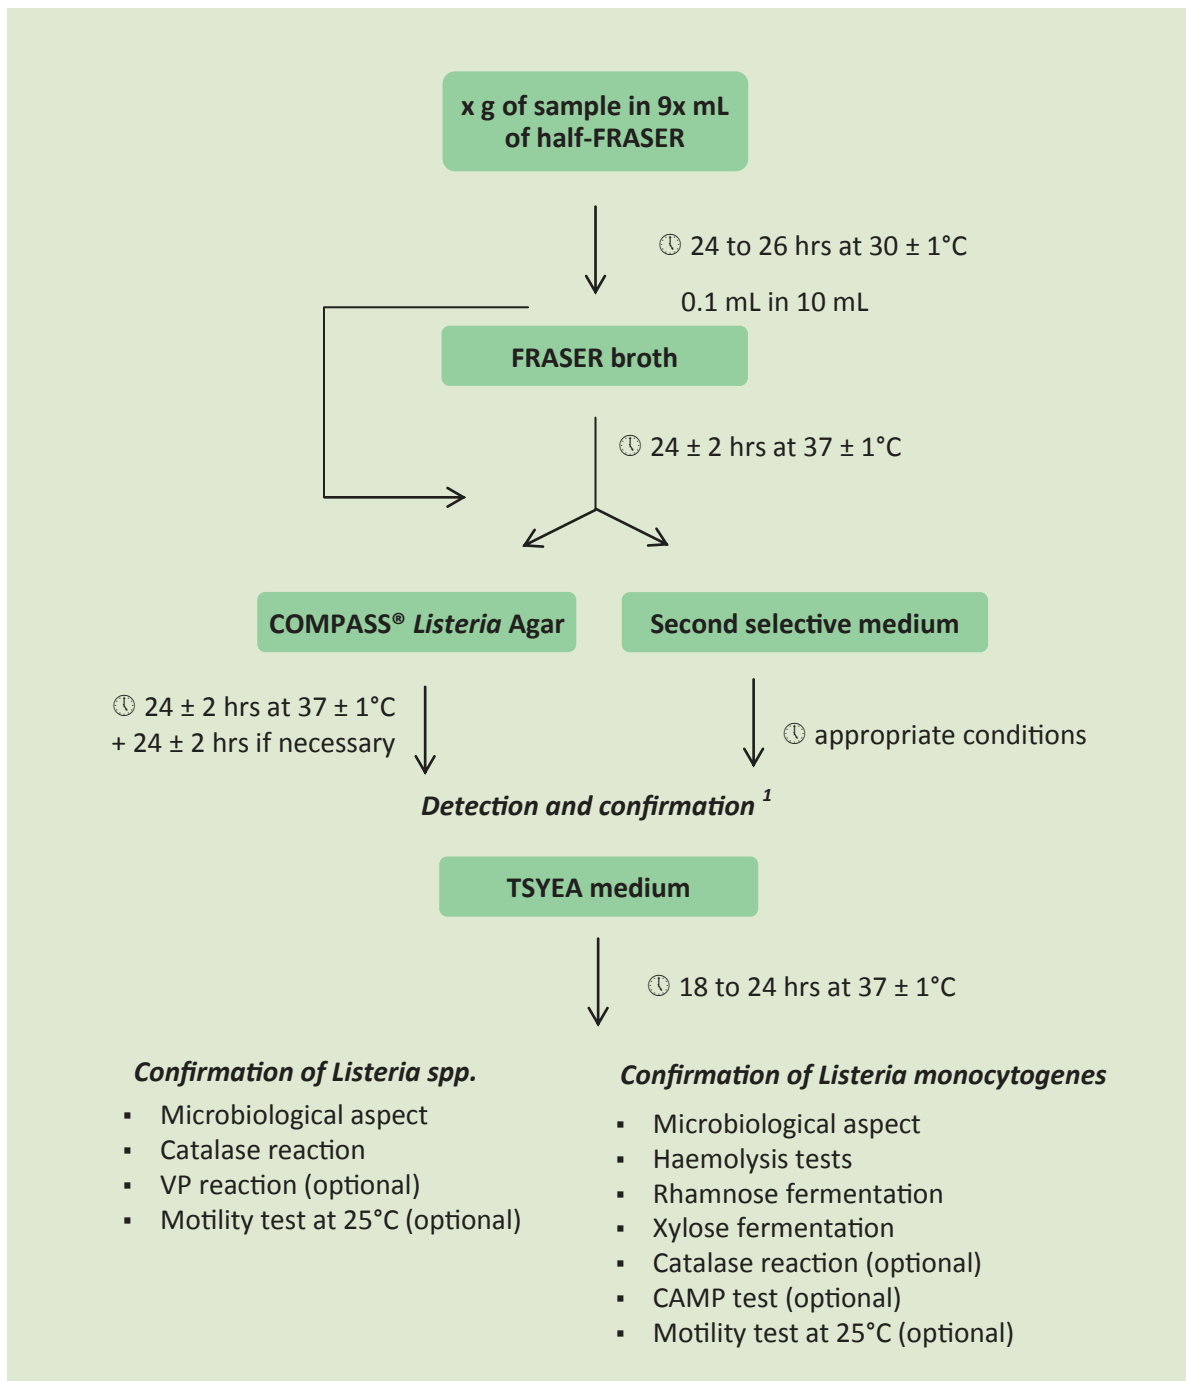 x g of sample in 9x mL
of half-FRASER
24 to 26 hrs at 30 ± 1°C
0.1 mL in 10 mL
FRASER broth
24 ± 2 hrs at 37 ± 1°C
COMPASS® Listeria Agar
Second selective medium
24 ± 2 hrs at 37 ± 1°C
+ 24 ± 2 hrs if necessary
appropriate conditions
Detection and confirmation ¹
TSYEA medium
18 to 24 hrs at 37 ± 1°C
Confirmation of Listeria spp.
▪ Microbiological aspect
▪ Catalase reaction
▪ VP reaction (optional)
▪ Motility test at 25°C (optional)
Confirmation of Listeria monocytogenes
▪ Microbiological aspect
▪ Haemolysis tests
▪ Rhamnose fermentation
▪ Xylose fermentation
▪ Catalase reaction (optional)
▪ CAMP test (optional)
▪ Motility test at 25°C (optional)